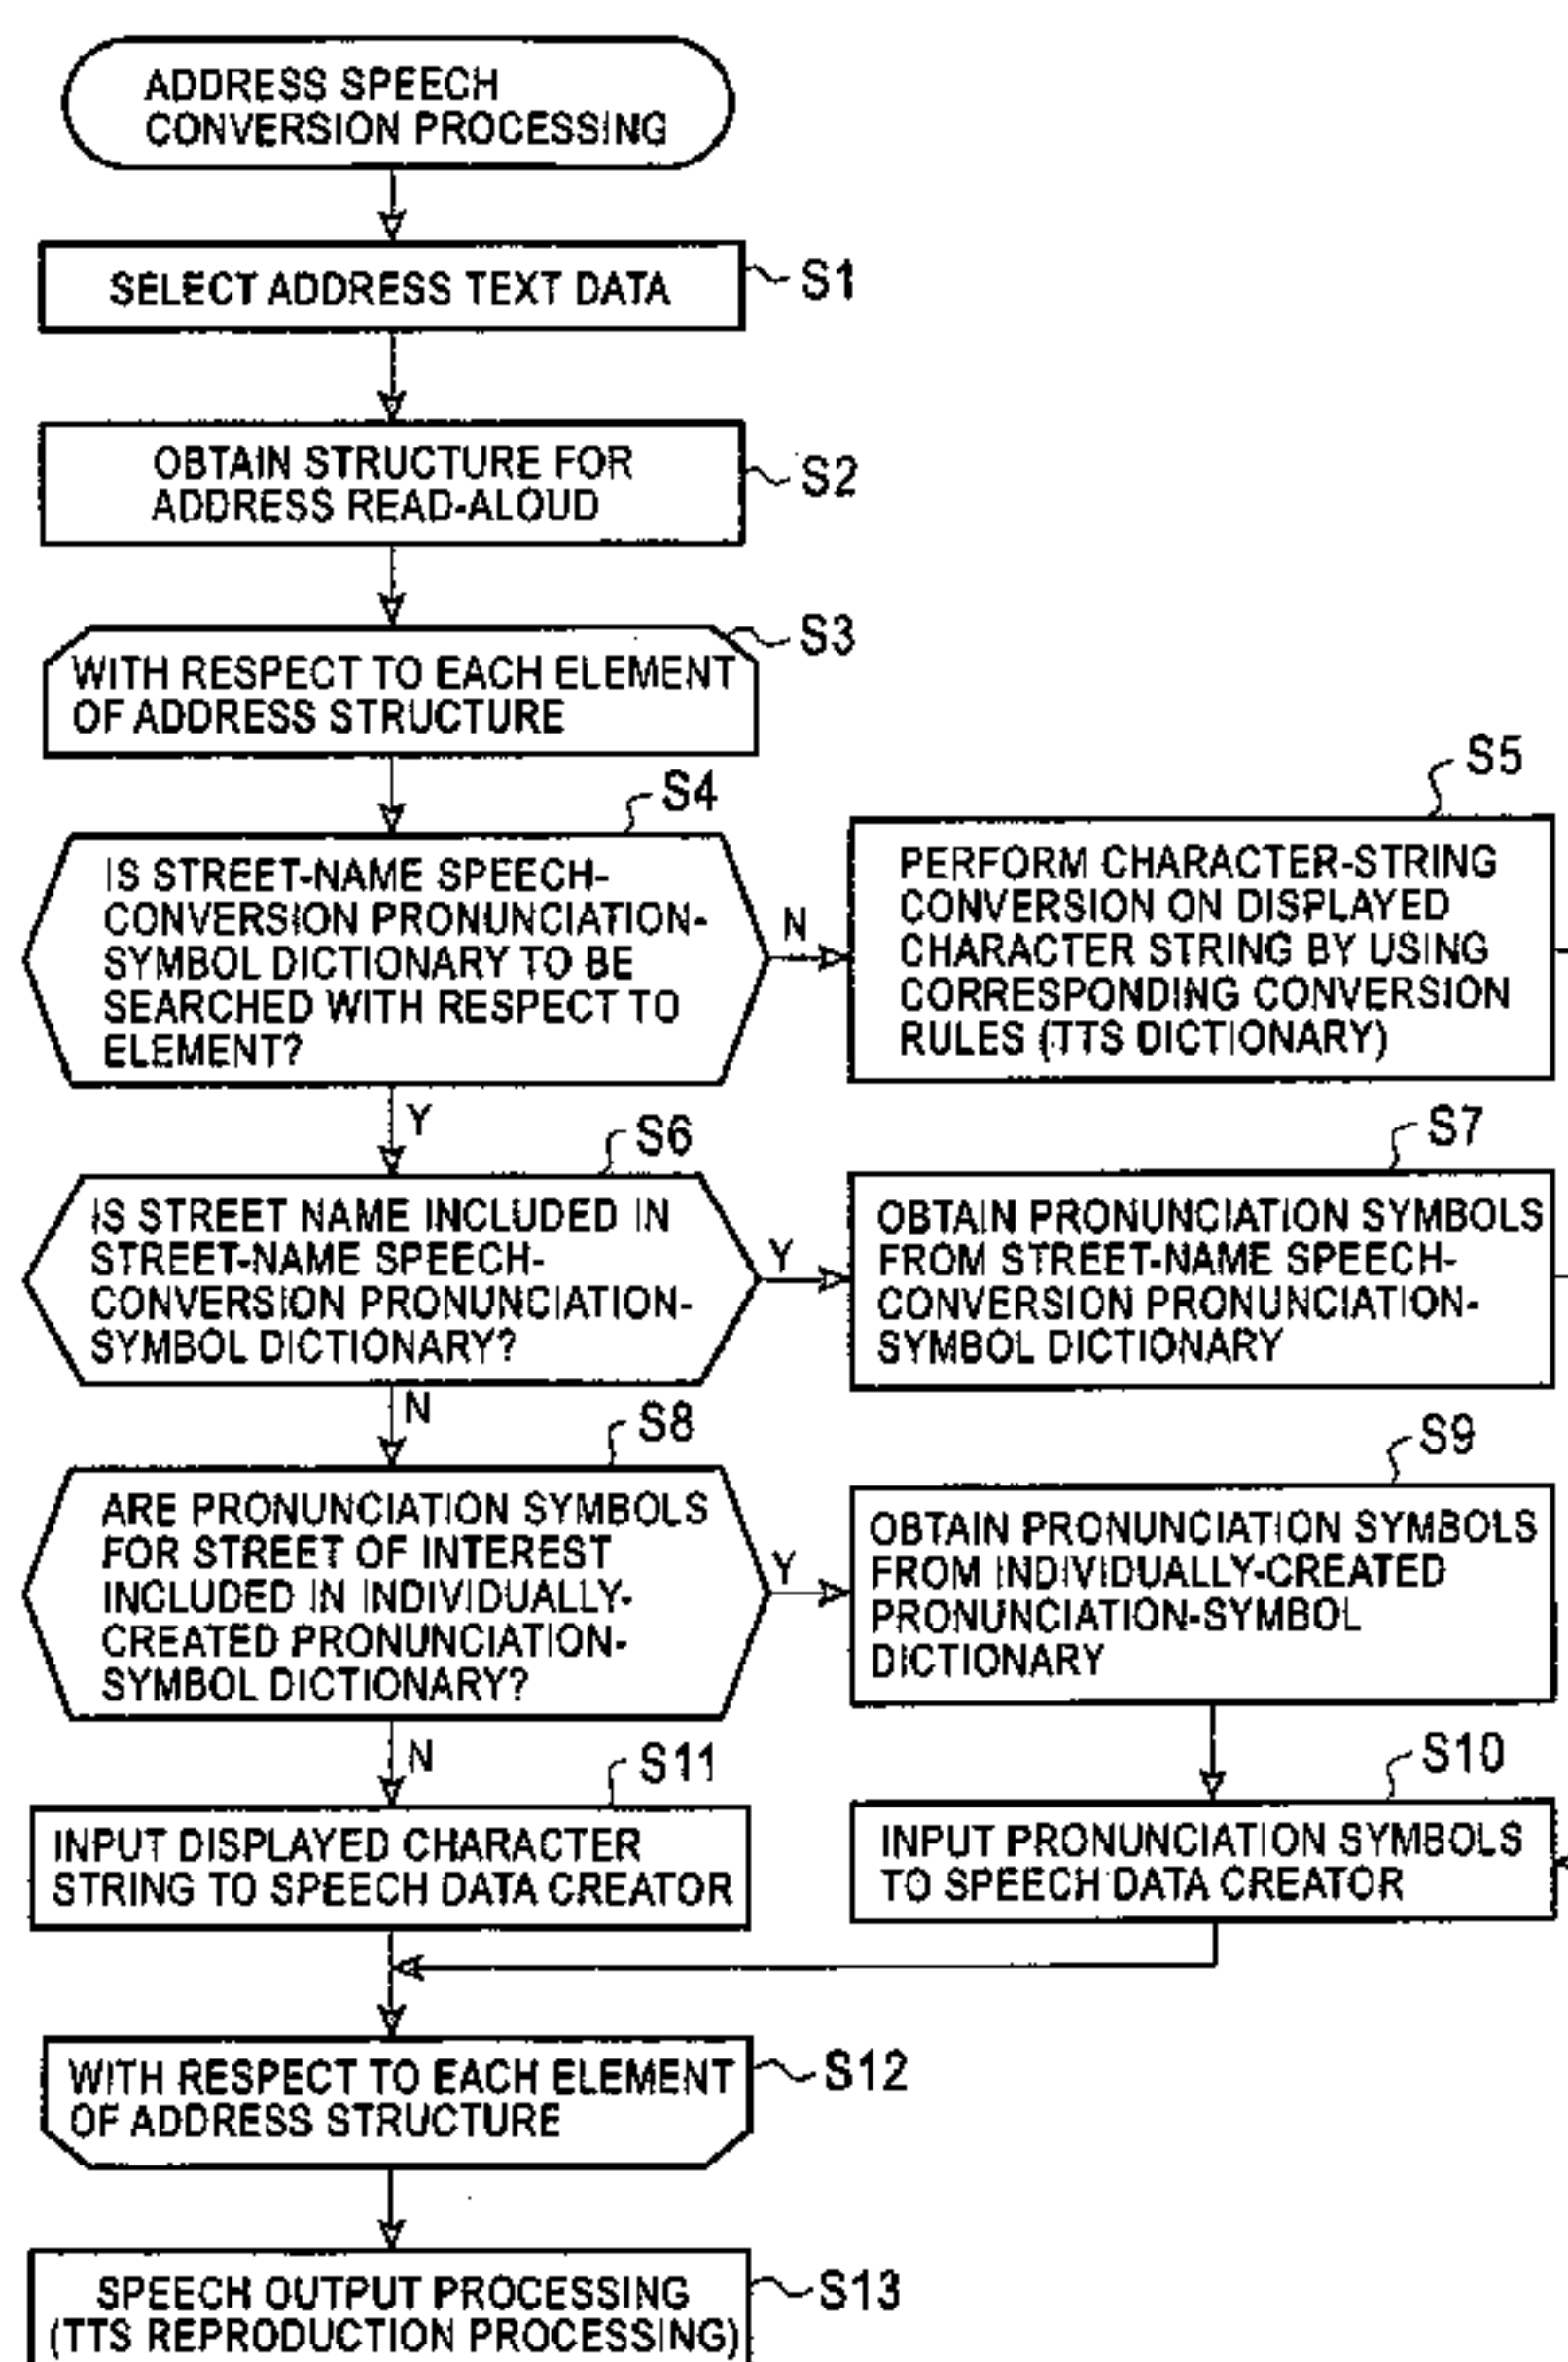 ADDRESS SPEECH
CONVERSION PROCESSING
SELECT ADDRESS TEXT DATA
S1
OBTAIN STRUCTURE FOR
ADDRESS READ-ALOUD
S2
S3
WITH RESPECT TO EACH ELEMENT
OF ADDRESS STRUCTURE
S4
IS STREET-NAME SPEECH-
CONVERSION PRONUNCIATION-
SYMBOL DICTIONARY TO BE
SEARCHED WITH RESPECT TO
ELEMENT?
N
S5
PERFORM CHARACTER-STRING
CONVERSION ON DISPLAYED
CHARACTER STRING BY USING
CORRESPONDING CONVERSION
RULES (TTS DICTIONARY)
Y
S6
IS STREET NAME INCLUDED IN
STREET-NAME SPEECH-
CONVERSION PRONUNCIATION-
SYMBOL DICTIONARY?
Y
S7
OBTAIN PRONUNCIATION SYMBOLS
FROM STREET-NAME SPEECH-
CONVERSION PRONUNCIATION-
SYMBOL DICTIONARY
N
S8
ARE PRONUNCIATION SYMBOLS
FOR STREET OF INTEREST
INCLUDED IN INDIVIDUALLY-
CREATED PRONUNCIATION-
SYMBOL DICTIONARY?
Y
S9
OBTAIN PRONUNCIATION SYMBOLS
FROM INDIVIDUALLY-CREATED
PRONUNCIATION-SYMBOL
DICTIONARY
N
S11
INPUT DISPLAYED CHARACTER
STRING TO SPEECH DATA CREATOR
S10
INPUT PRONUNCIATION SYMBOLS
TO SPEECH DATA CREATOR
WITH RESPECT TO EACH ELEMENT
OF ADDRESS STRUCTURE
S12
SPEECH OUTPUT PROCESSING
(TTS REPRODUCTION PROCESSING)
S13